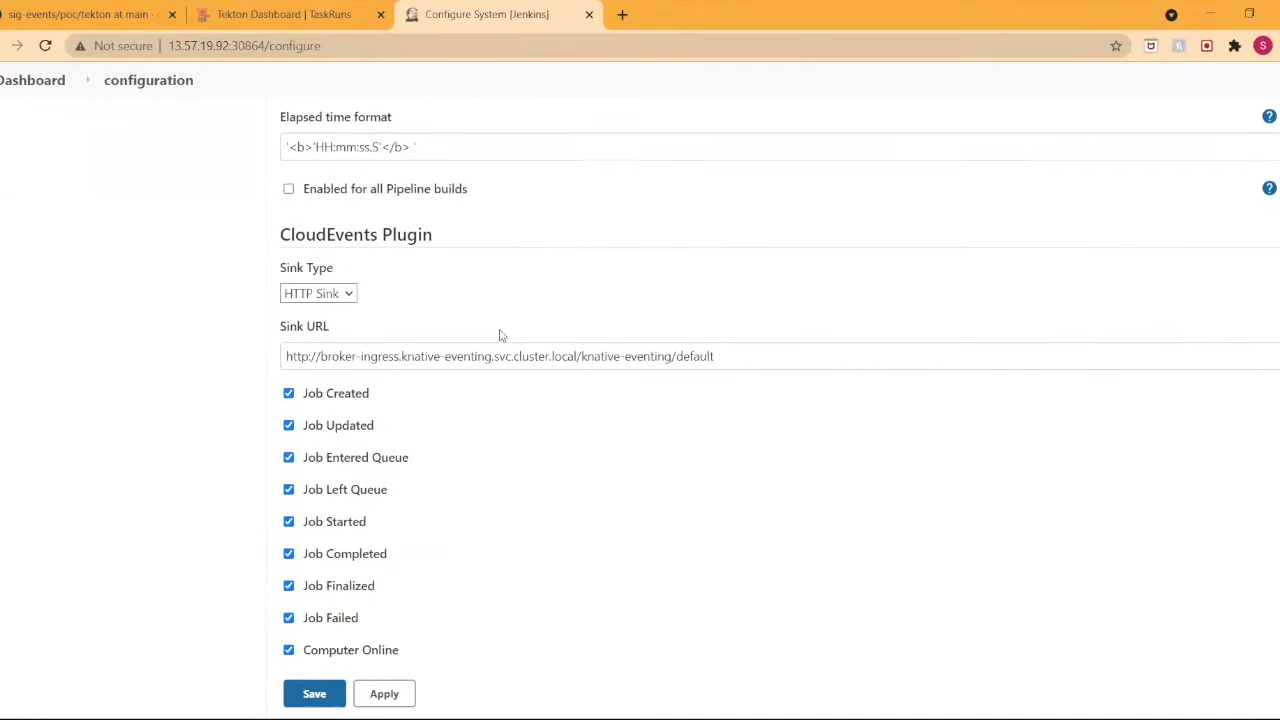 sig-events/poc/tekton at main ·
Tekton Dashboard | TaskRuns
Configure System [Jenkins]
Not secure | 13.57.19.92:30864/configure
S
Dashboard
configuration
Elapsed time format
?
'<b>'HH:mm:ss.S'</b> '
Enabled for all Pipeline builds
?
CloudEvents Plugin
Sink Type
HTTP Sink
Sink URL
http://broker-ingress.knative-eventing.svc.cluster.local/knative-eventing/default
Job Created
Job Updated
Job Entered Queue
Job Left Queue
Job Started
Job Completed
Job Finalized
Job Failed
Computer Online
Save
Apply